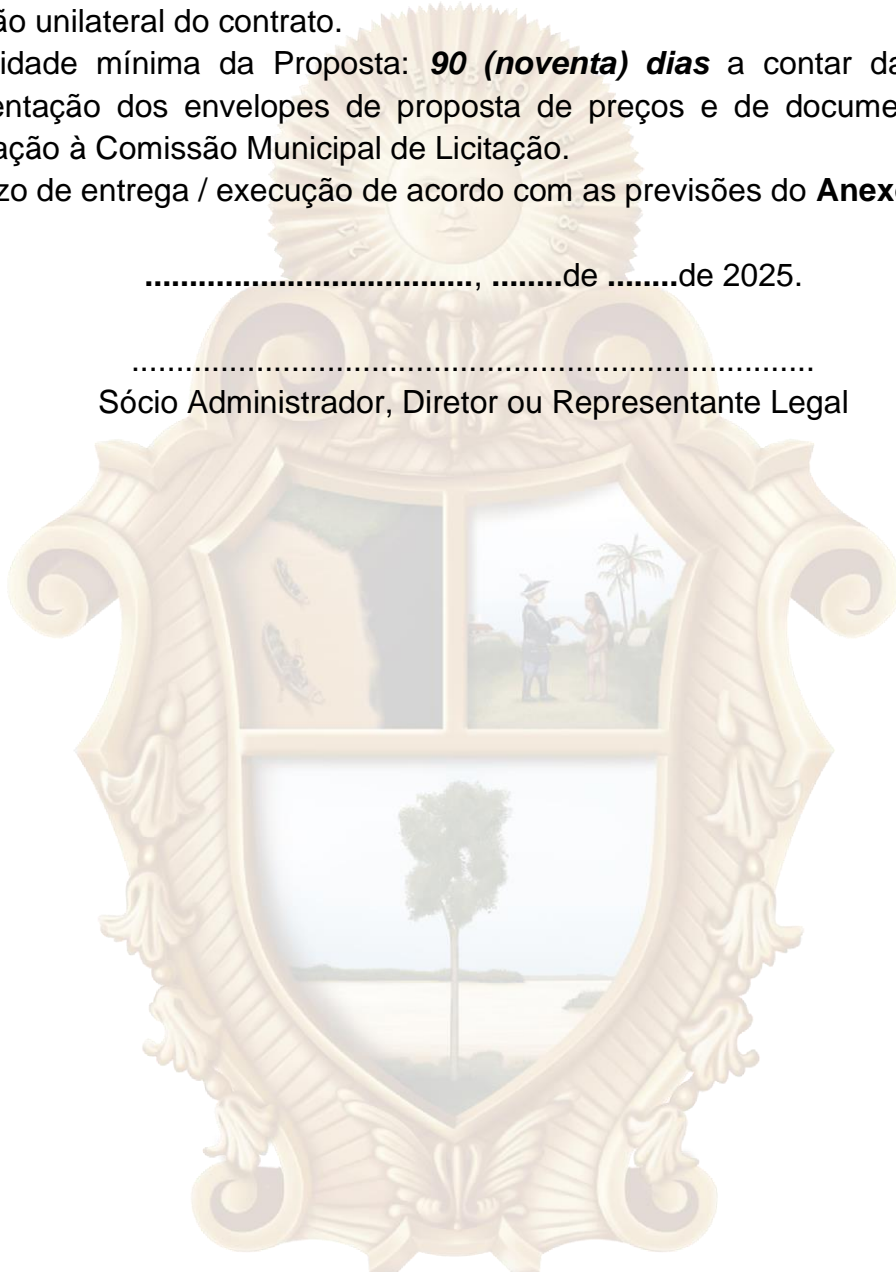 ão unilateral do contrato.
idade mínima da Proposta: 90 (noventa) dias a contar da
entação dos envelopes de proposta de preços e de docume
ação à Comissão Municipal de Licitação.
zo de entrega / execução de acordo com as previsões do Anex
....................................., ........de ........de 2025.
............................................................................
Sócio Administrador, Diretor ou Representante Legal